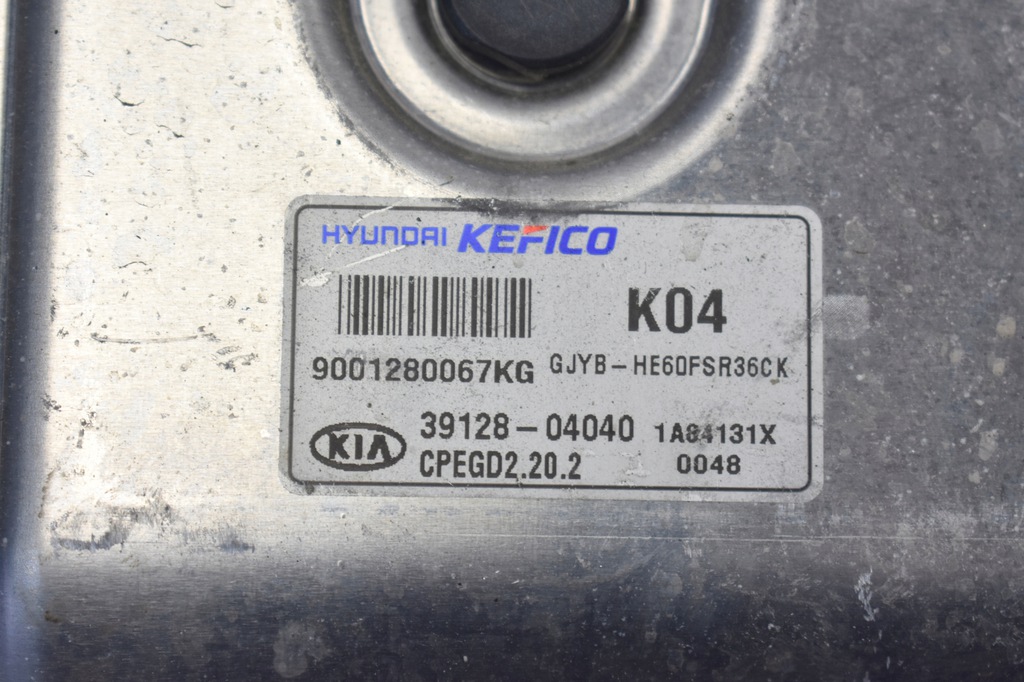 HYUNDAI KEFICO
K04
9001280067KG GJYB-HE60FSR36CK
KIA 39128-04040 1A84131X
CPEGD2.20.2 0048